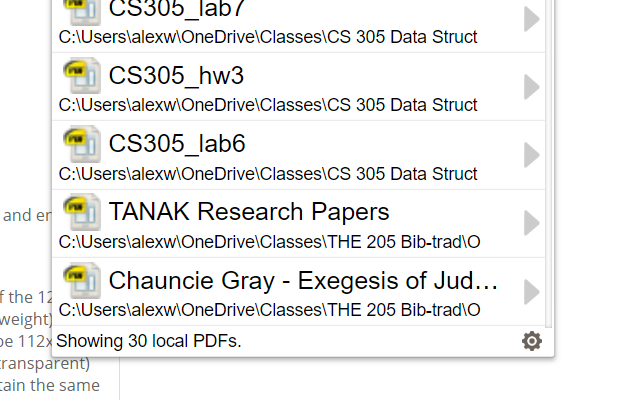 CS305_lab7
C:\Users\alexw\OneDrive\Classes\CS 305 Data Struct
CS305_hw3
C:\Users\alexw\OneDrive\Classes\CS 305 Data Struct
CS305_lab6
C:\Users\alexw\OneDrive\Classes\CS 305 Data Struct
TANAK Research Papers
C:\Users\alexw\OneDrive\Classes\THE 205 Bib-trad\O
Chauncie Gray - Exegesis of Jud...
C:\Users\alexw\OneDrive\Classes\THE 205 Bib-trad\O
Showing 30 local PDFs.
and er
f the 12
weight)
pe 112x
transparent)
tain the same